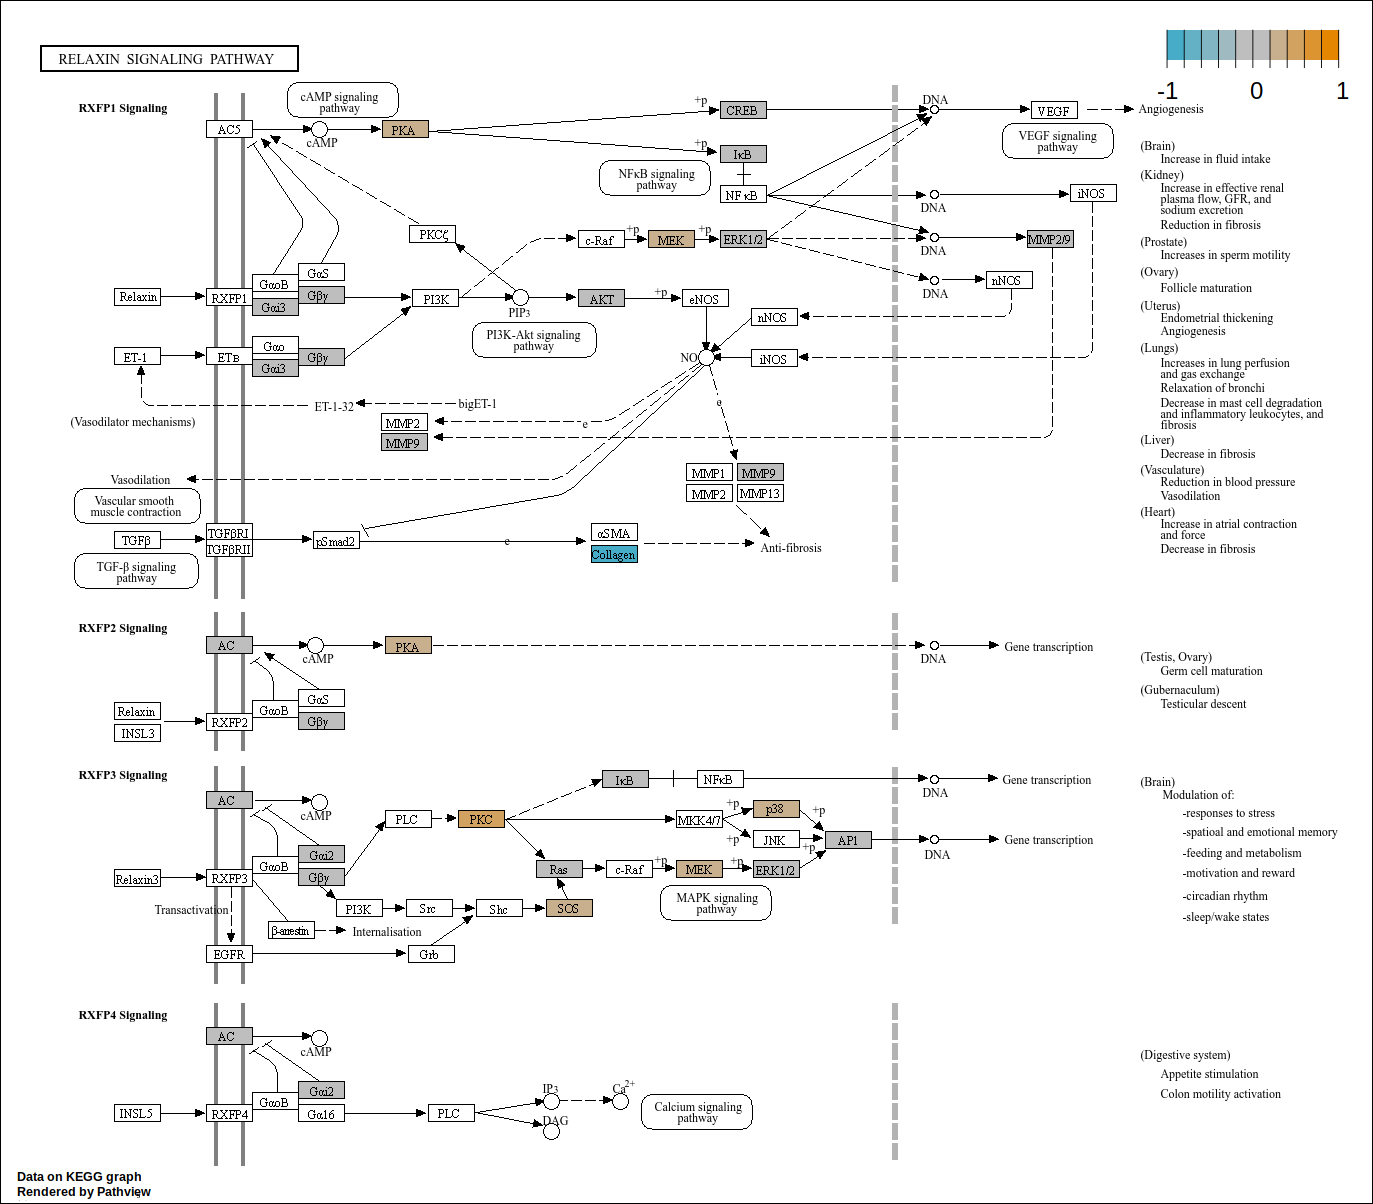 RELAXIN SIGNALING PATHWAY
-1 0 1
RXFP1 Signaling
cAMP signaling
pathway
AC5
cAMP
PKA
+p
CREB
DNA
VEGF
Angiogenesis
VEGF signaling
pathway
+p
IκB
NFκB signaling
pathway
NFκB
DNA
iNOS
PKCζ
c-Raf
+p
MEK
+p
ERK1/2
DNA
MMP2/9
GαS
GαoB
Gβγ
Gαi3
Relaxin
RXFP1
PI3K
PIP3
AKT
+p
eNOS
DNA
nNOS
nNOS
PI3K-Akt signaling
pathway
ET-1
ETB
Gαo
Gαi3
Gβγ
NO
iNOS
ET-1-32
bigET-1
(Vasodilator mechanisms)
MMP2
MMP9
e
e
Vasodilation
MMP1
MMP9
MMP2
MMP13
Vascular smooth
muscle contraction
TGFβ
TGFβRI
TGFβRII
pSmad2
e
αSMA
Collagen
Anti-fibrosis
TGF-β signaling
pathway
(Brain)
Increase in fluid intake
(Kidney)
Increase in effective renal
plasma flow, GFR, and
sodium excretion
Reduction in fibrosis
(Prostate)
Increases in sperm motility
(Ovary)
Follicle maturation
(Uterus)
Endometrial thickening
Angiogenesis
(Lungs)
Increases in lung perfusion
and gas exchange
Relaxation of bronchi
Decrease in mast cell degradation
and inflammatory leukocytes, and
fibrosis
(Liver)
Decrease in fibrosis
(Vasculature)
Reduction in blood pressure
Vasodilation
(Heart)
Increase in atrial contraction
and force
Decrease in fibrosis
RXFP2 Signaling
AC
cAMP
PKA
DNA
Gene transcription
GαS
GαoB
Gβγ
Relaxin
INSL3
RXFP2
(Testis, Ovary)
Germ cell maturation
(Gubernaculum)
Testicular descent
RXFP3 Signaling
AC
cAMP
IκB
NFκB
DNA
Gene transcription
PLC
PKC
MKK4/7
+p
p38
+p
+p
JNK
AP1
DNA
Gene transcription
Gαi2
GαoB
Gβγ
Relaxin3
RXFP3
Ras
c-Raf
+p
MEK
+p
ERK1/2
+p
MAPK signaling
pathway
Transactivation
PI3K
Src
Shc
SOS
β-arrestin
Internalisation
EGFR
Grb
(Brain)
Modulation of:
-responses to stress
-spatioal and emotional memory
-feeding and metabolism
-motivation and reward
-circadian rhythm
-sleep/wake states
RXFP4 Signaling
AC
cAMP
Gαi2
GαoB
Gα16
INSL5
RXFP4
PLC
IP3
DAG
Ca2+
Calcium signaling
pathway
(Digestive system)
Appetite stimulation
Colon motility activation
Data on KEGG graph
Rendered by Pathview